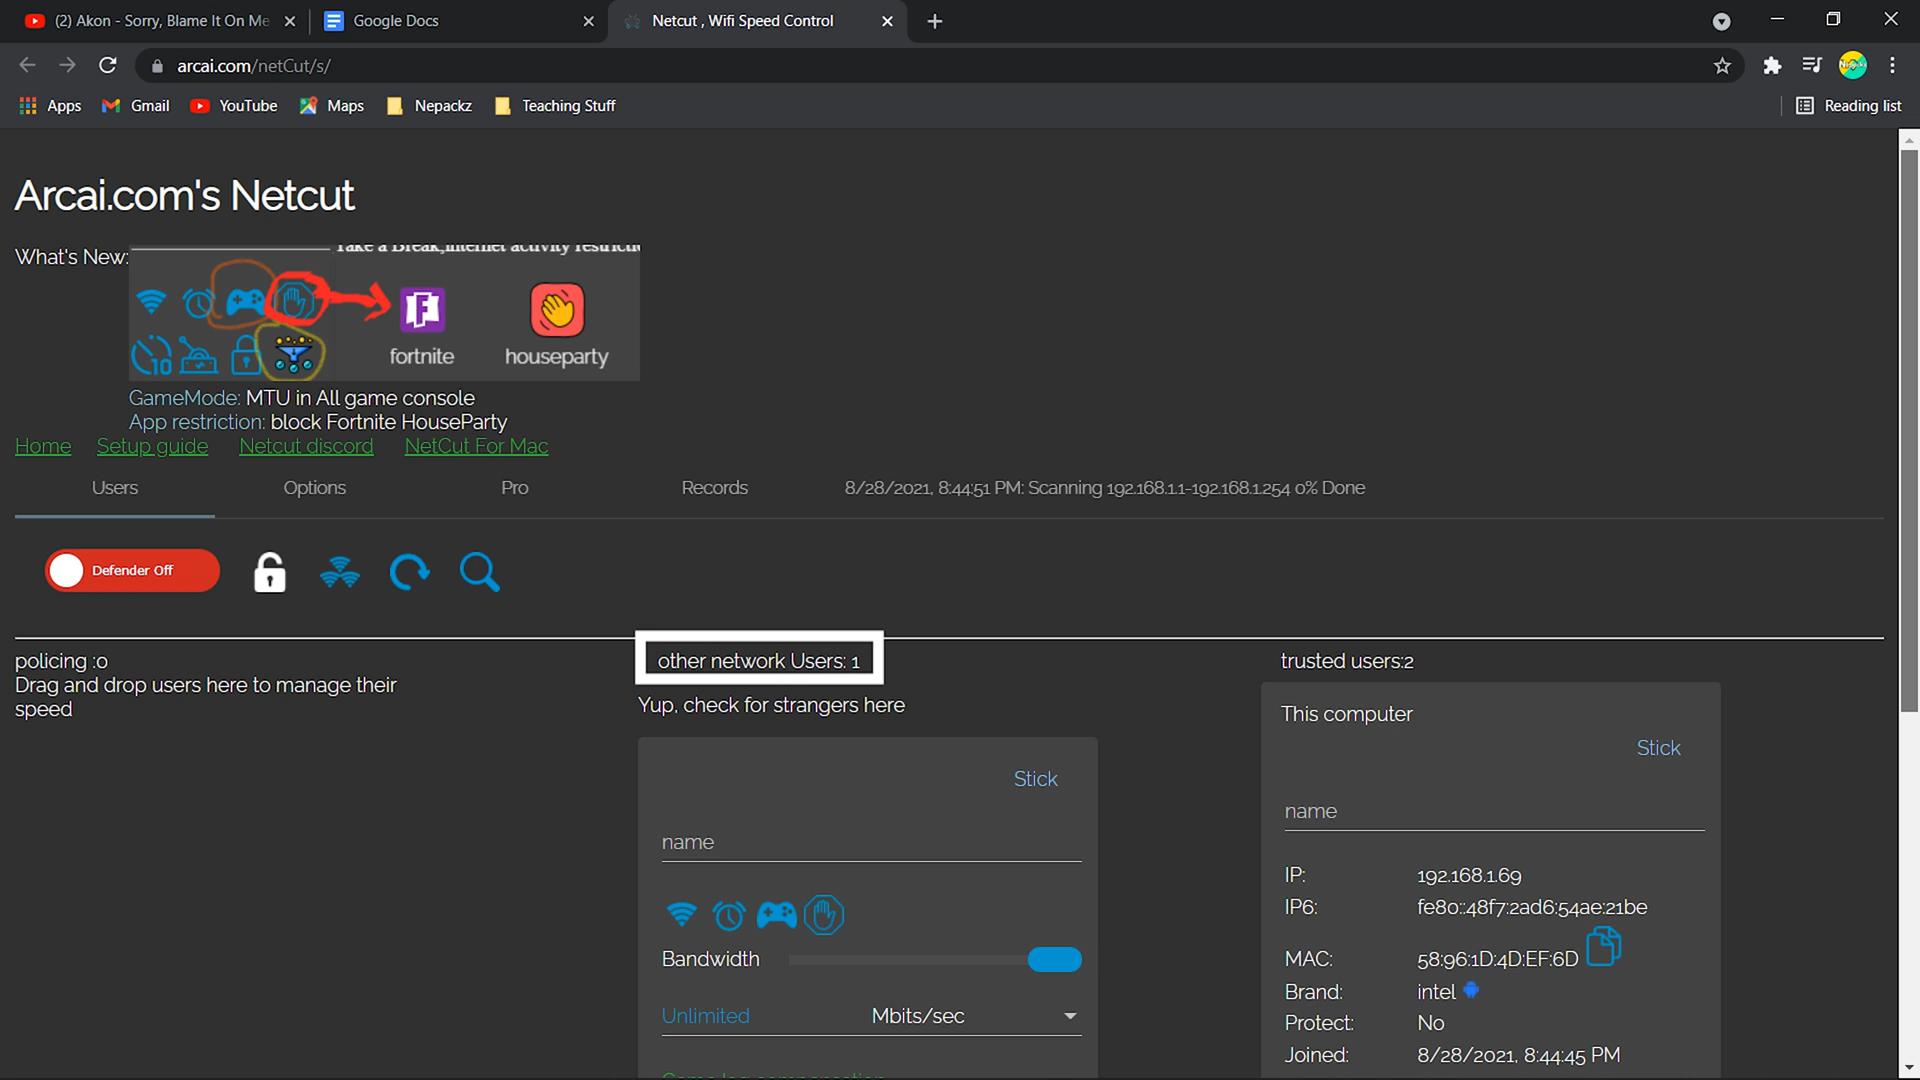 (2) Akon - Sorry, Blame It On Me
Google Docs
Netcut , Wifi Speed Control
arcai.com/netCut/s/
Apps
Gmail
YouTube
Maps
Nepackz
Teaching Stuff
Reading list
Arcai.com's Netcut
What's New:
Take a Break,internet activity restrictio
10
fortnite
houseparty
GameMode: MTU in All game console
App restriction: block Fortnite HouseParty
Home
Setup guide
Netcut discord
NetCut For Mac
Users
Options
Pro
Records
8/28/2021, 8:44:51 PM: Scanning 192.168.1.1-192.168.1.254 0% Done
Defender Off
policing :0
Drag and drop users here to manage their
speed
other network Users: 1
Yup, check for strangers here
Stick
name
Bandwidth
Unlimited
Mbits/sec
trusted users:2
This computer
Stick
name
IP: 192.168.1.69
IP6: fe80::48f7:2ad6:54ae:21be
MAC: 58:96:1D:4D:EF:6D
Brand: intel
Protect: No
Joined: 8/28/2021, 8:44:45 PM